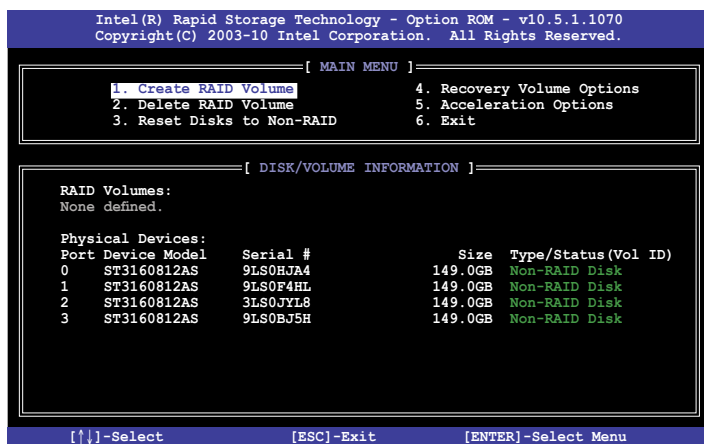 Intel(R) Rapid Storage Technology - Option ROM - v10.5.1.1070
Copyright(C) 2003-10 Intel Corporation. All Rights Reserved.
[ MAIN MENU ]
1. Create RAID Volume 4. Recovery Volume Options
2. Delete RAID Volume 5. Acceleration Options
3. Reset Disks to Non-RAID 6. Exit
[ DISK/VOLUME INFORMATION ]
RAID Volumes:
None defined.
Physical Devices:
Port Device Model Serial # Size Type/Status(Vol ID)
0 ST3160812AS 9LS0HJA4 149.0GB Non-RAID Disk
1 ST3160812AS 9LS0F4HL 149.0GB Non-RAID Disk
2 ST3160812AS 3LS0JYL8 149.0GB Non-RAID Disk
3 ST3160812AS 9LS0BJ5H 149.0GB Non-RAID Disk
[↑↓]-Select [ESC]-Exit [ENTER]-Select Menu